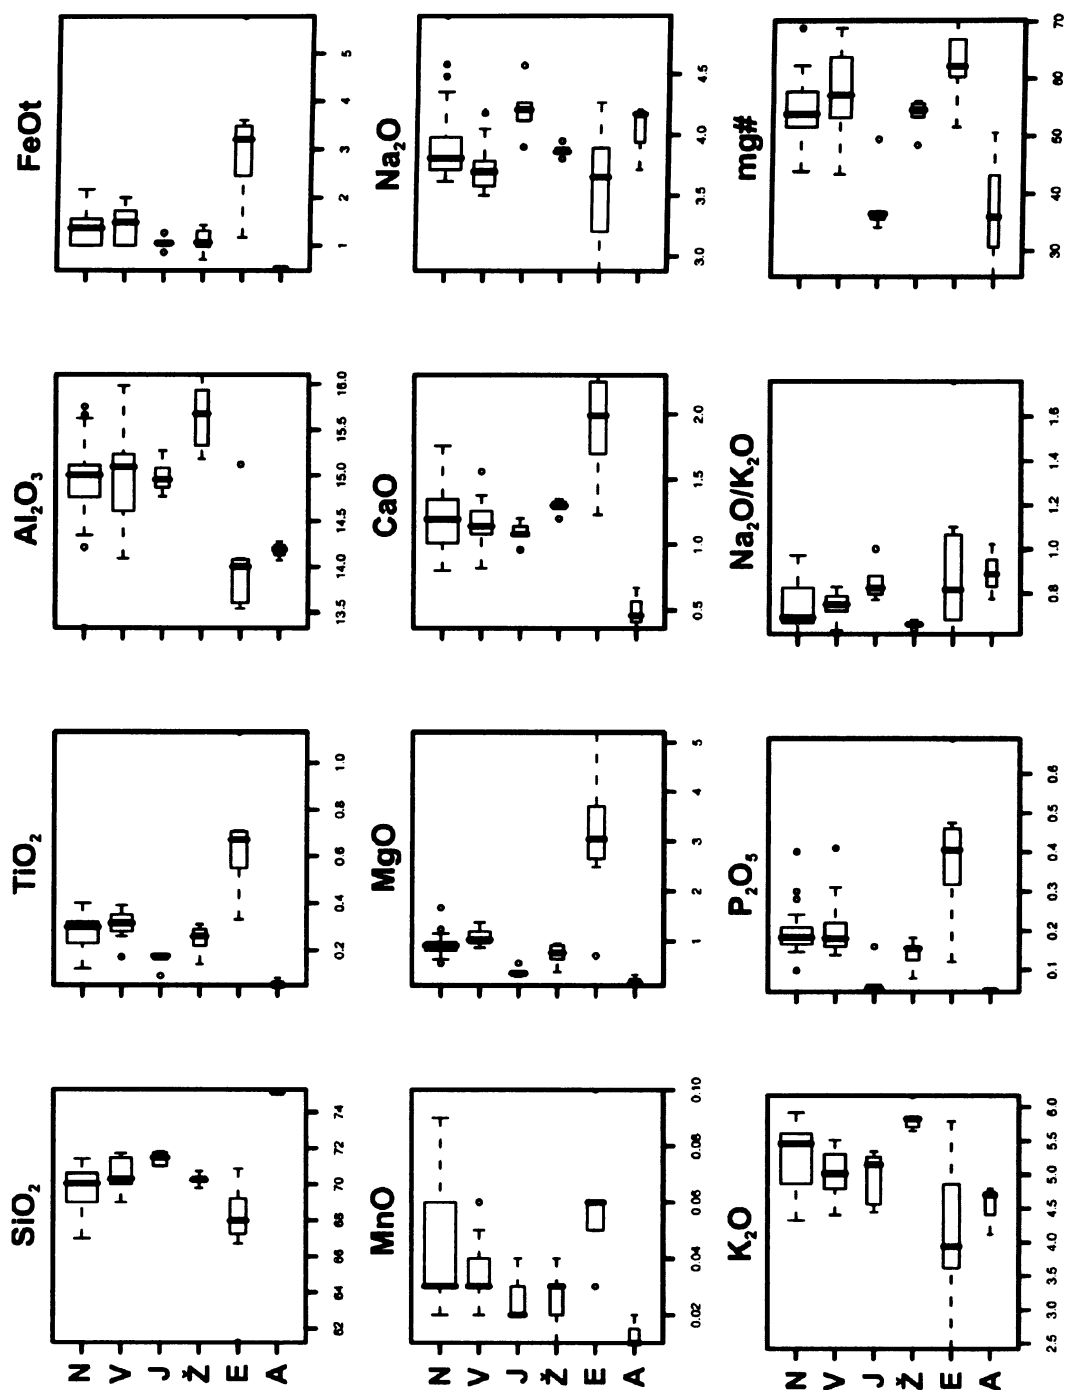 SiO₂ TiO₂ Al₂O₃ FeOt
N
V
J
Ž
E
A
62 64 66 68 70 72 74 0.2 0.4 0.6 0.8 1.0 13.5 14.0 14.5 15.0 15.5 16.0 1 2 3 4 5
MnO MgO CaO Na₂O
N
V
J
Ž
E
A
0.02 0.04 0.06 0.08 0.10 1 2 3 4 5 0.5 1.0 1.5 2.0 3.0 3.5 4.0 4.5
K₂O P₂O₅ Na₂O/K₂O mg#
N
V
J
Ž
E
A
2.5 3.0 3.5 4.0 4.5 5.0 5.5 6.0 0.1 0.2 0.3 0.4 0.5 0.6 0.8 1.0 1.2 1.4 1.6 30 40 50 60 70